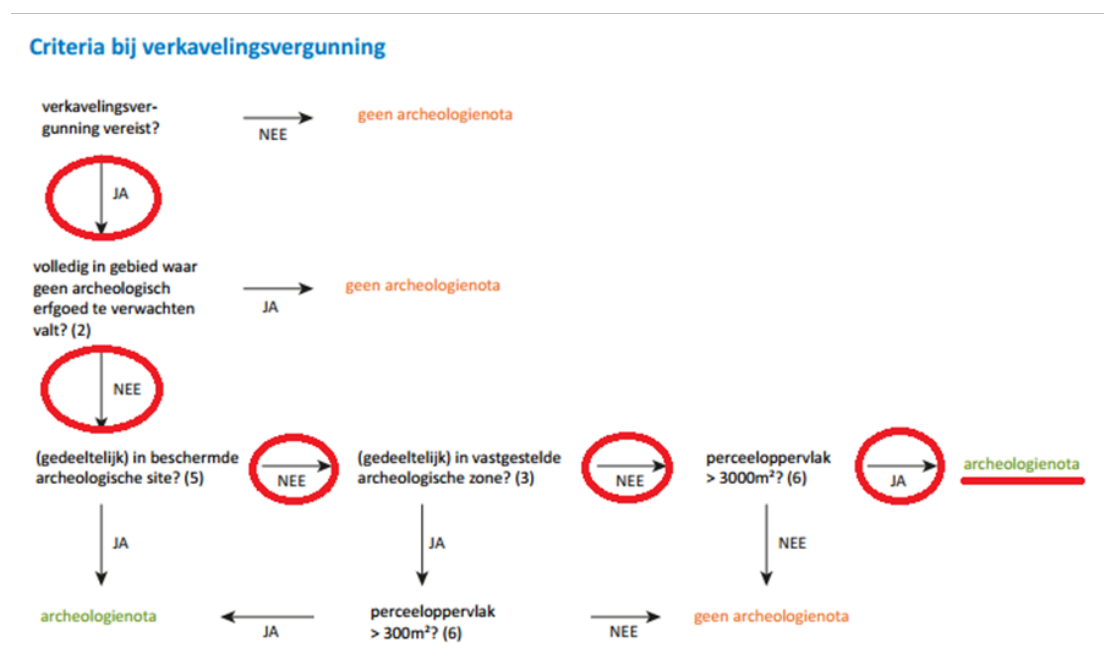 Criteria bij verkavelingsvergunning
verkavelingsver-
gunning vereist?
NEE
geen archeologienota
JA
volledig in gebied waar
geen archeologisch
erfgoed te verwachten
valt? (2)
JA
geen archeologienota
NEE
(gedeeltelijk) in beschermde
archeologische site? (5)
NEE
(gedeeltelijk) in vastgestelde
archeologische zone? (3)
NEE
perceeloppervlak
> 3000m²? (6)
JA
archeologienota
JA
JA
NEE
archeologienota
JA
perceeloppervlak
> 300m²? (6)
NEE
geen archeologienota